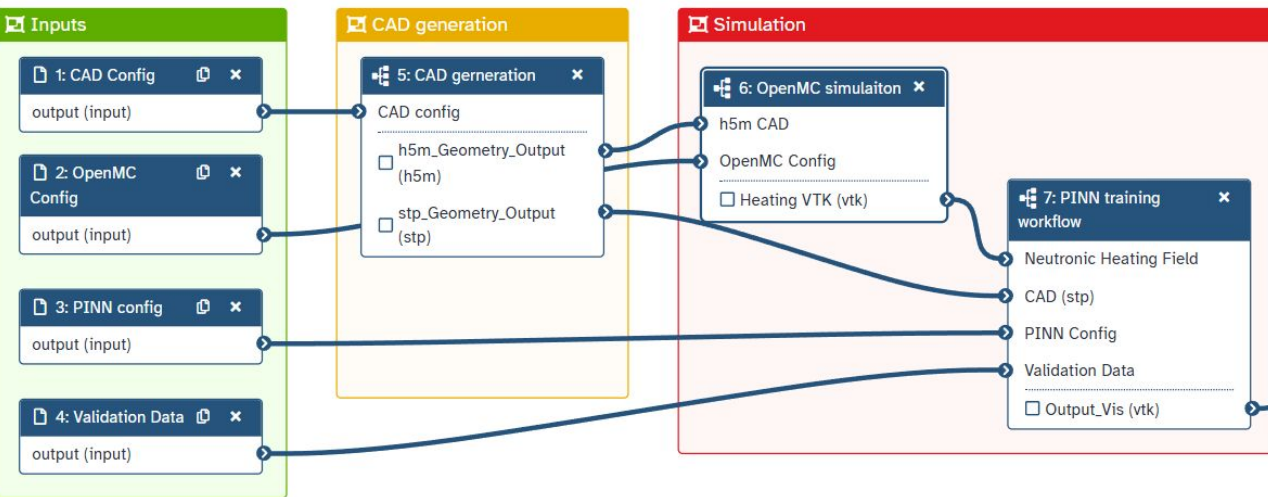 Inputs
1: CAD Config
output (input)
2: OpenMC
Config
output (input)
3: PINN config
output (input)
4: Validation Data
output (input)
CAD generation
5: CAD gerneration
CAD config
h5m_Geometry_Output
(h5m)
stp_Geometry_Output
(stp)
Simulation
6: OpenMC simulaiton
h5m CAD
OpenMC Config
Heating VTK (vtk)
7: PINN training
workflow
Neutronic Heating Field
CAD (stp)
PINN Config
Validation Data
Output_Vis (vtk)